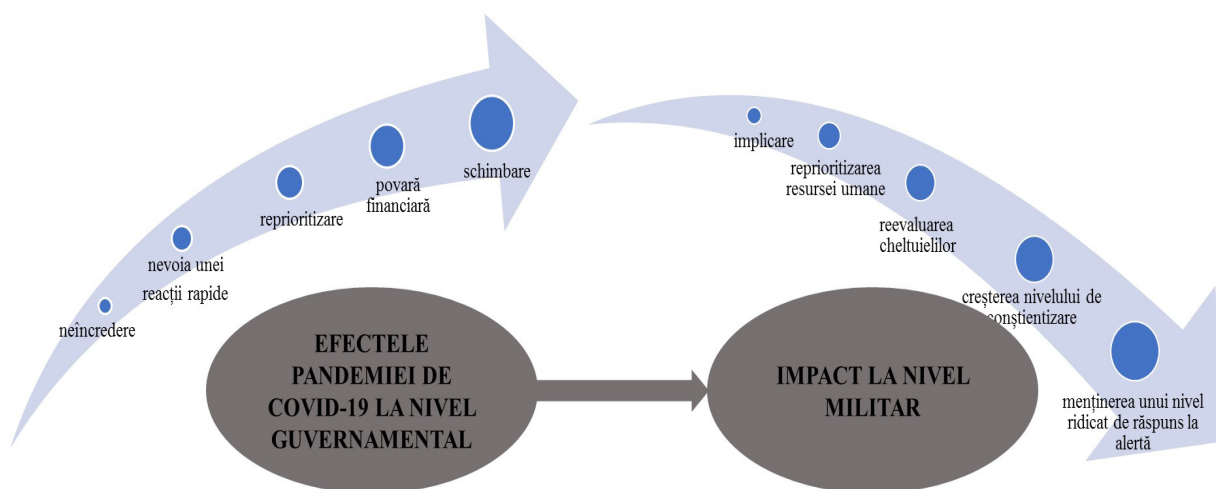 neîncredere
nevoia unei
reacții rapide
reprioritizare
povară
financiară
schimbare
implicare
reprioritizarea
resursei umane
reevaluarea
cheltuielilor
creșterea nivelului de
conștientizare
menținerea unui nivel
ridicat de răspuns la
alertă
EFECTELE
PANDEMIEI DE
COVID-19 LA NIVEL
GUVERNAMENTAL
IMPACT LA NIVEL
MILITAR